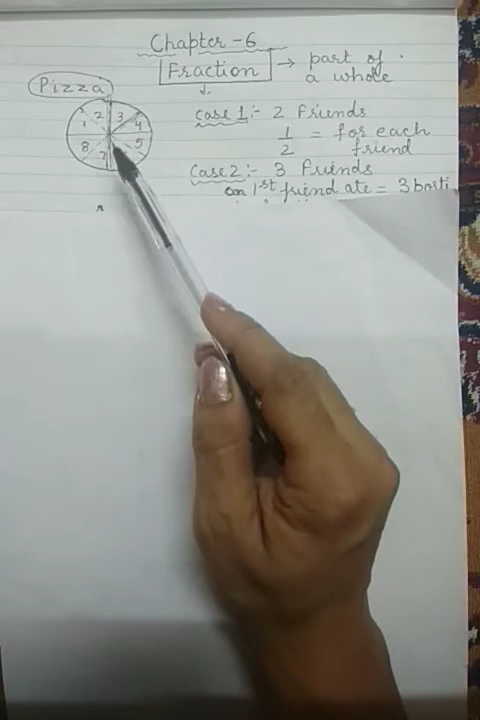 Chapter - 6
Fraction → part of a whole
Pizza
1 2 3 4 5 7 8
Case 1:- 2 Friends
1/2 = for each friend
Case 2:- 3 Friends
1st friend ate = 3